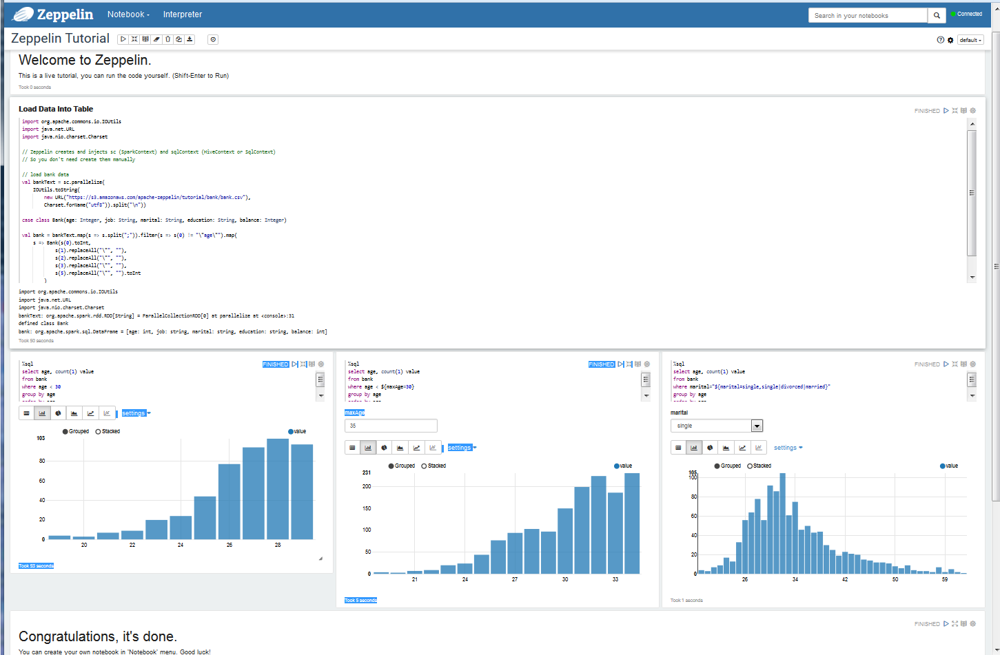 Zeppelin Notebook Interpreter Search in your notebooks Connected
Zeppelin Tutorial default
Welcome to Zeppelin.
This is a live tutorial, you can run the code yourself. (Shift-Enter to Run)
Took 0 seconds
Load Data Into Table FINISHED
import org.apache.commons.io.IOUtils
import java.net.URL
import java.nio.charset.Charset
// Zeppelin creates and injects sc (SparkContext) and sqlContext (HiveContext or SqlContext)
// So you don't need create them manually
// load bank data
val bankText = sc.parallelize(
IOUtils.toString(
new URL("https://s3.amazonaws.com/apache-zeppelin/tutorial/bank/bank.csv"),
Charset.forName("utf8")).split("\n"))
case class Bank(age: Integer, job: String, marital: String, education: String, balance: Integer)
val bank = bankText.map(s => s.split(";")).filter(s => s(0) != "\"age\"").map(
s => Bank(s(0).toInt,
s(1).replaceAll("\"", ""),
s(2).replaceAll("\"", ""),
s(3).replaceAll("\"", ""),
s(5).replaceAll("\"", "").toInt
)
import org.apache.commons.io.IOUtils
import java.net.URL
import java.nio.charset.Charset
bankText: org.apache.spark.rdd.RDD[String] = ParallelCollectionRDD[0] at parallelize at <console>:31
defined class Bank
bank: org.apache.spark.sql.DataFrame = [age: int, job: string, marital: string, education: string, balance: int]
Took 50 seconds
%sql FINISHED
select age, count(1) value
from bank
where age < 30
group by age
settings
Grouped Stacked value
103
80
60
40
20
0
20 22 24 26 28
Took 53 seconds
%sql FINISHED
select age, count(1) value
from bank
where age < ${maxAge=30}
group by age
maxAge
35
settings
Grouped Stacked value
231
200
150
100
50
0
21 24 27 30 33
Took 5 seconds
%sql FINISHED
select age, count(1) value
from bank
where marital="${marital=single,single|divorced|married}"
group by age
marital
single
settings
Grouped Stacked value
105
100
80
60
40
20
0
26 34 42 50 59
Took 1 seconds
FINISHED
Congratulations, it's done.
You can create your own notebook in 'Notebook' menu. Good luck!